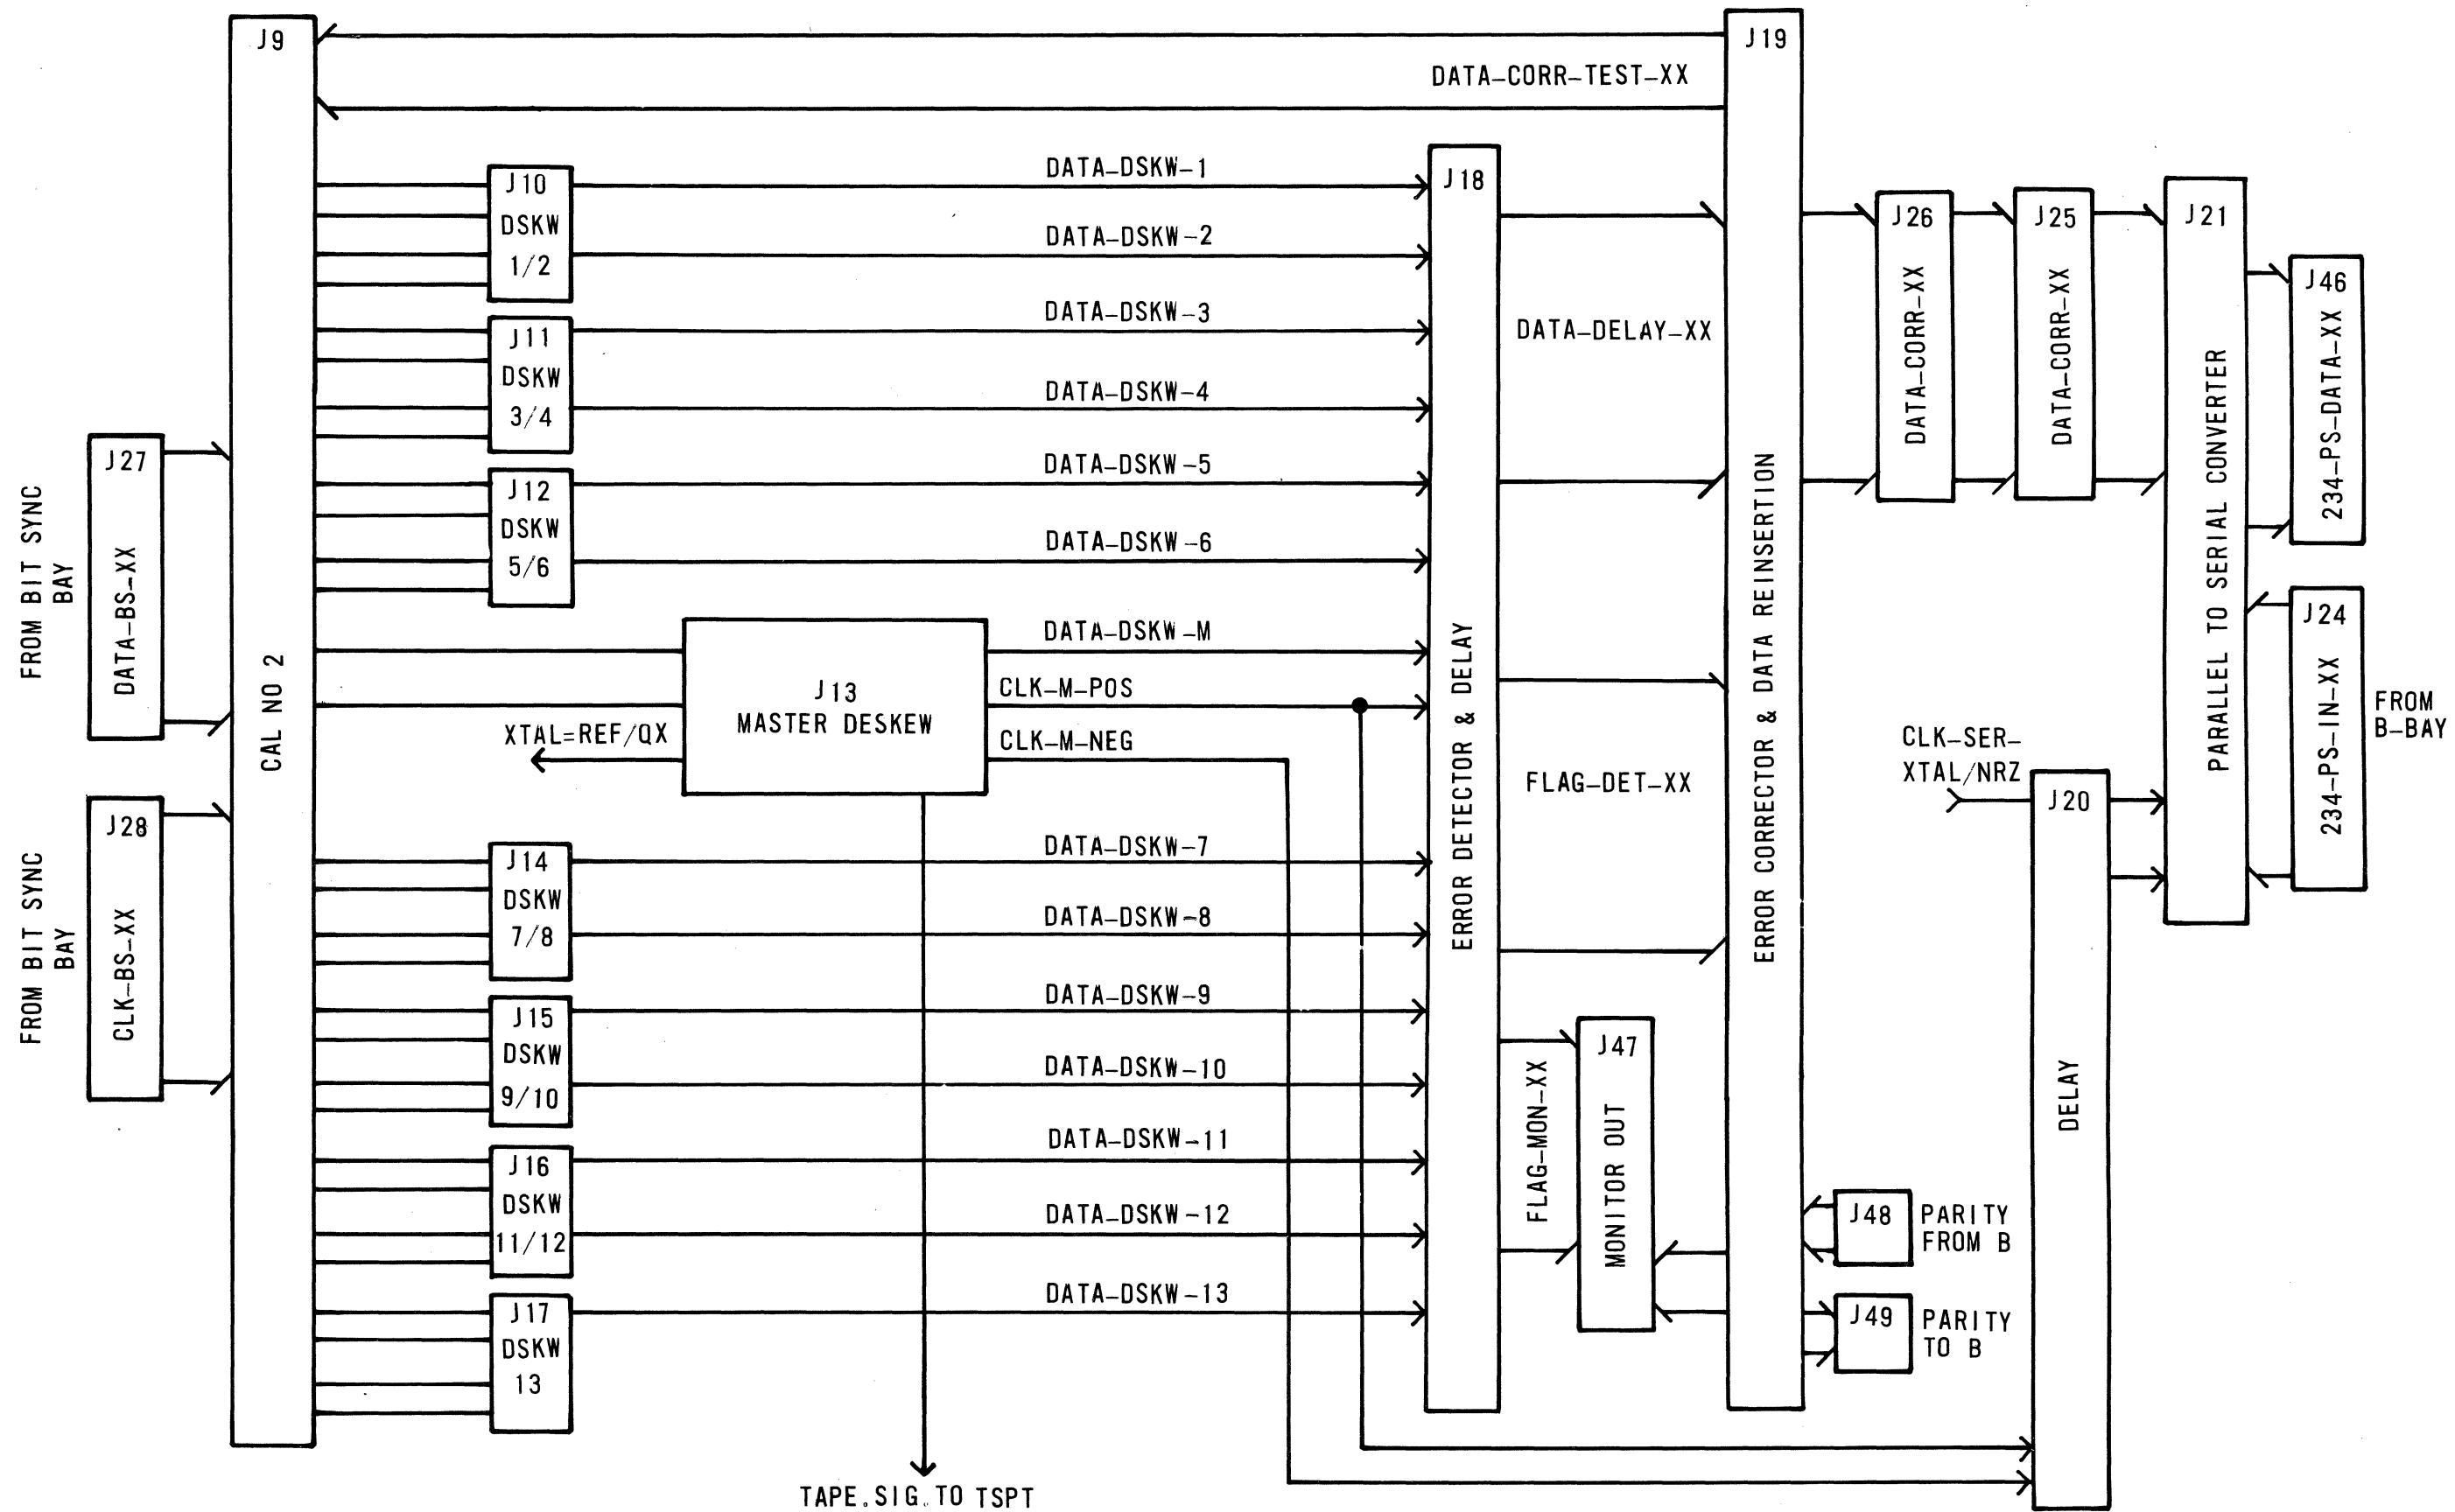 J9
J19
DATA-CORR-TEST-XX
J10
DSKW
1/2
DATA-DSKW-1
DATA-DSKW-2
J11
DSKW
3/4
DATA-DSKW-3
DATA-DSKW-4
J12
DSKW
5/6
DATA-DSKW-5
DATA-DSKW-6
J18
DATA-DELAY-XX
J26
DATA-CORR-XX
J25
DATA-CORR-XX
J21
PARALLEL TO SERIAL CONVERTER
J46
234-PS-DATA-XX
FROM BIT SYNC
BAY
J27
DATA-BS-XX
CAL NO 2
J13
MASTER DESKEW
XTAL=REF/QX
DATA-DSKW-M
CLK-M-POS
CLK-M-NEG
ERROR DETECTOR & DELAY
FLAG-DET-XX
ERROR CORRECTOR & DATA REINSERTION
CLK-SER-
XTAL/NRZ
J20
DELAY
J24
234-PS-IN-XX
FROM
B-BAY
FROM BIT SYNC
BAY
J28
CLK-BS-XX
J14
DSKW
7/8
DATA-DSKW-7
DATA-DSKW-8
J15
DSKW
9/10
DATA-DSKW-9
DATA-DSKW-10
J16
DSKW
11/12
DATA-DSKW-11
DATA-DSKW-12
J17
DSKW
13
DATA-DSKW-13
FLAG-MON-XX
J47
MONITOR OUT
J48
PARITY
FROM B
J49
PARITY
TO B
TAPE.SIG.TO TSPT